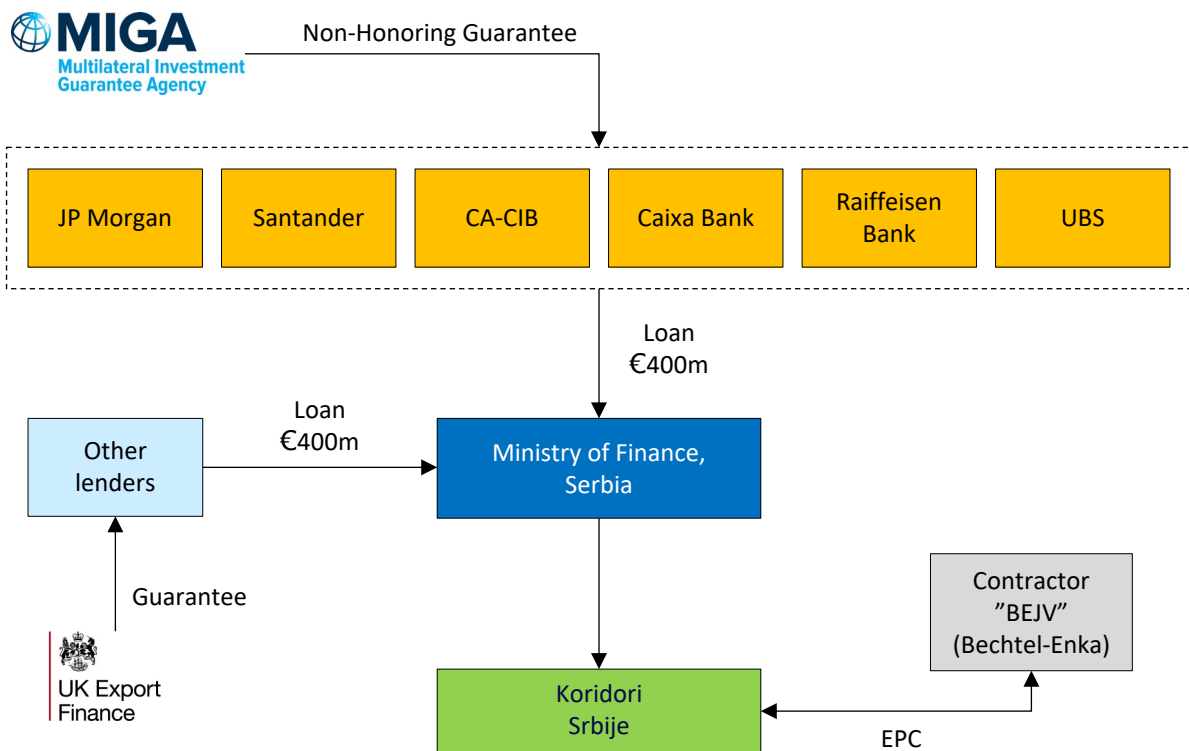 MIGA
Multilateral Investment
Guarantee Agency
Non-Honoring Guarantee
JP Morgan
Santander
CA-CIB
Caixa Bank
Raiffeisen
Bank
UBS
Loan
€400m
Loan
€400m
Other
lenders
Ministry of Finance,
Serbia
Guarantee
UK Export
Finance
Contractor
”BEJV”
(Bechtel-Enka)
Koridori
Srbije
EPC